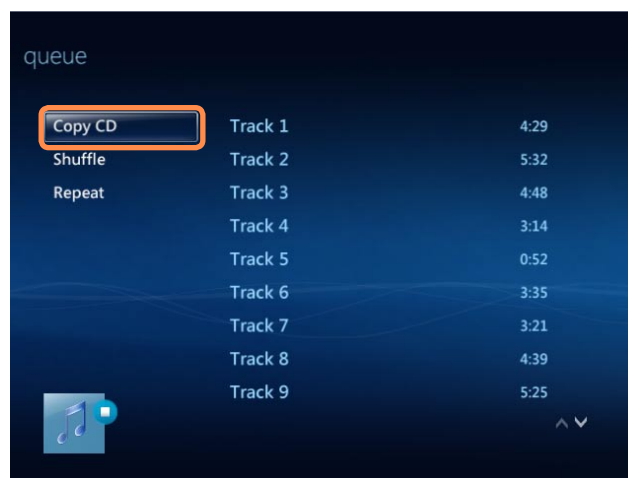 queue
Copy CD Track 1 4:29
Shuffle Track 2 5:32
Repeat Track 3 4:48
Track 4 3:14
Track 5 0:52
Track 6 3:35
Track 7 3:21
Track 8 4:39
Track 9 5:25